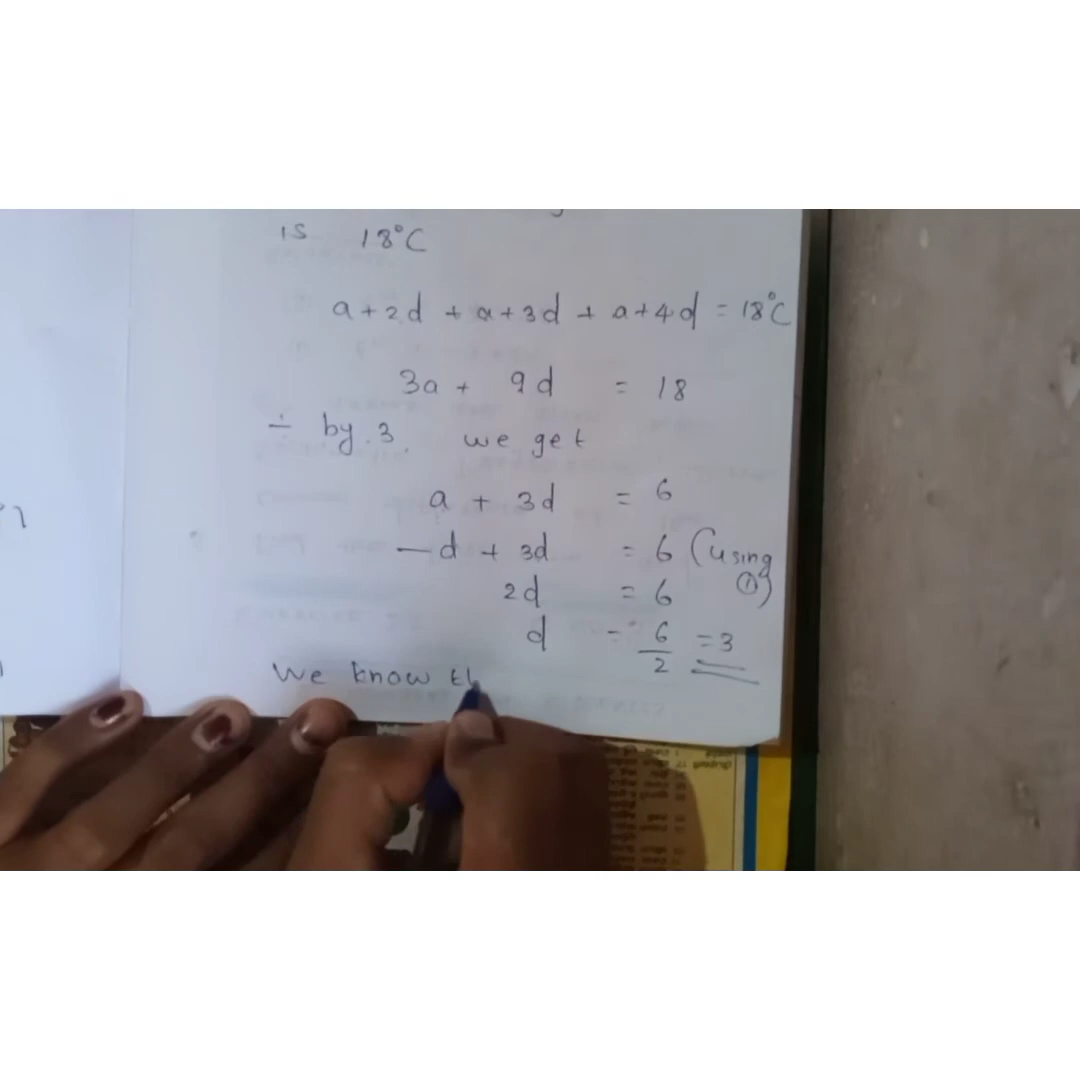 is 18°C
a + 2d + a + 3d + a + 4d = 18°C
3a + 9d = 18
÷ by 3, we get
a + 3d = 6
— d + 3d = 6 (using ①)
2d = 6
d = 6/2 = 3
We know th